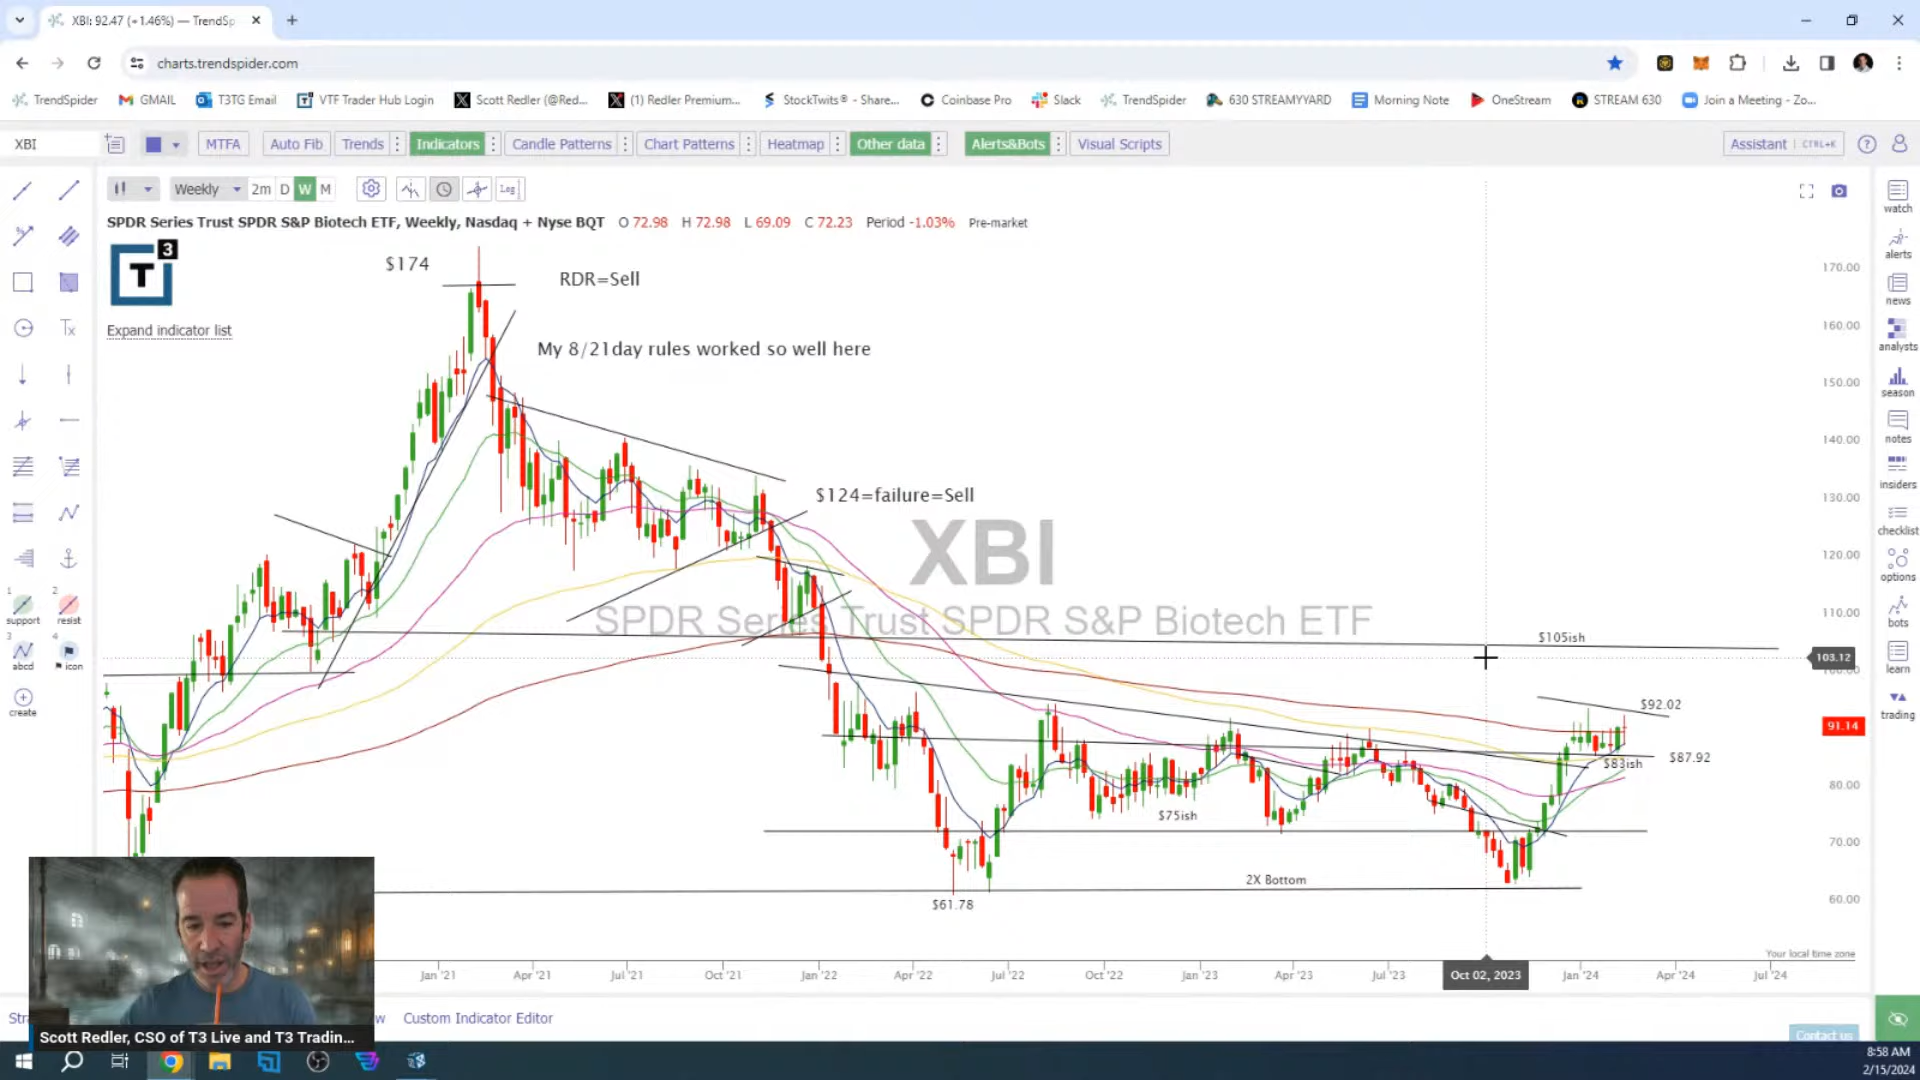 XBI: 92.47 (+1.46%) — TrendSp
charts.trendspider.com
TrendSpider GMAIL T3TG Email VTF Trader Hub Login Scott Redler (@Red... (1) Redler Premium... StockTwits® - Share... Coinbase Pro Slack TrendSpider 630 STREAMYYARD Morning Note OneStream STREAM 630 Join a Meeting - Zo...
XBI MTFA Auto Fib Trends Indicators Candle Patterns Chart Patterns Heatmap Other data Alerts&Bots Visual Scripts Assistant CTRL+K
Weekly 2m D W M Log
SPDR Series Trust SPDR S&P Biotech ETF, Weekly, Nasdaq + Nyse BQT O 72.98 H 72.98 L 69.09 C 72.23 Period -1.03% Pre-market
T 3
Expand indicator list
$174
RDR=Sell
My 8/21day rules worked so well here
$124=failure=Sell
XBI
SPDR Series Trust SPDR S&P Biotech ETF
$105ish
$92.02
$87.92
$83ish
$75ish
2X Bottom
$61.78
170.00
160.00
150.00
140.00
130.00
120.00
110.00
103.12
91.14
80.00
70.00
60.00
Your local time zone
Jan '21 Apr '21 Jul '21 Oct '21 Jan '22 Apr '22 Jul '22 Oct '22 Jan '23 Apr '23 Jul '23 Oct 02, 2023 Jan '24 Apr '24 Jul '24
1 support
2 resist
3 abcd
4 icon
create
watch
alerts
news
analysts
season
notes
insiders
checklist
options
bots
learn
trading
Custom Indicator Editor
Contact us
Scott Redler, CSO of T3 Live and T3 Tradin...
8:58 AM
2/15/2024